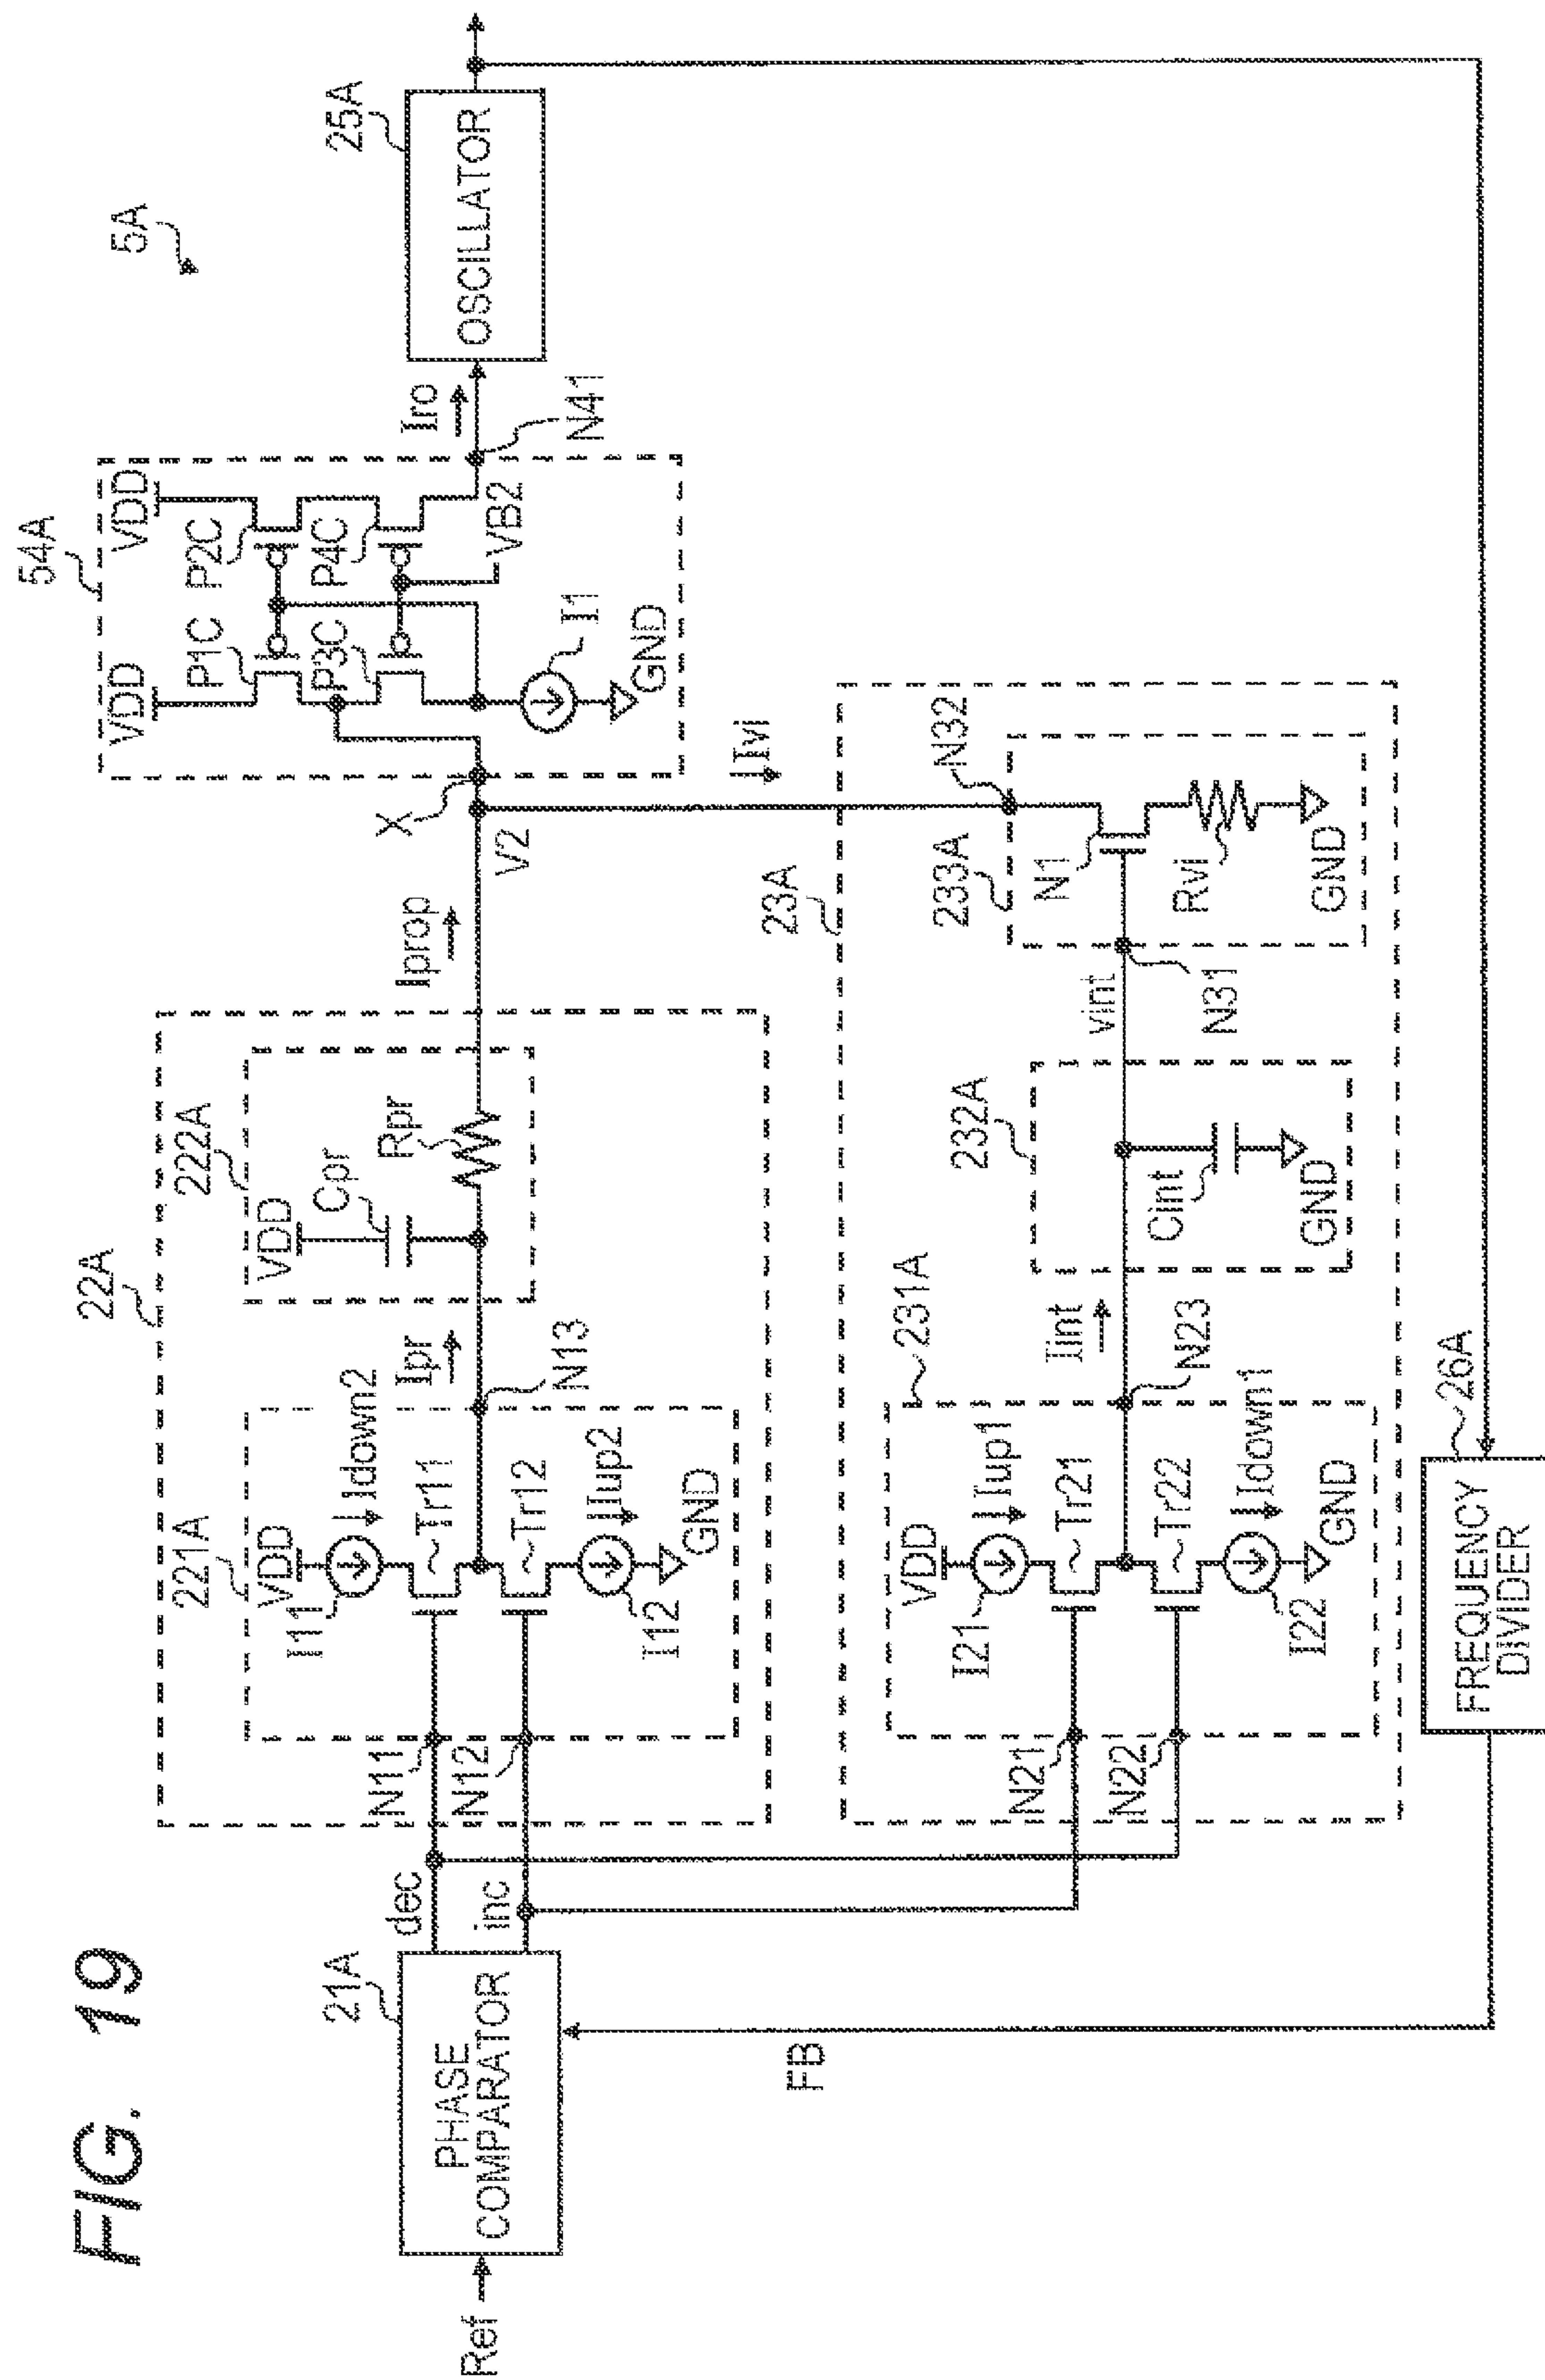 FIG. 19
5A
Ref
PHASE
COMPARATOR
21A
dec
inc
FB
22A
221A
VDD
I11
Idown2
Tr11
Tr12
I12
Iup2
GND
N11
N12
N13
Ipr
222A
VDD
Cpr
Rpr
Iprop
X
V2
54A
VDD
VDD
P1C
P2C
P3C
P4C
VB2
I1
GND
N41
Iro
25A
OSCILLATOR
Ivi
23A
231A
VDD
I21
Iup1
Tr21
Tr22
I22
Idown1
GND
N21
N22
N23
Iint
232A
Cint
GND
vint
N31
233A
N32
N1
Rvi
GND
26A
FREQUENCY
DIVIDER